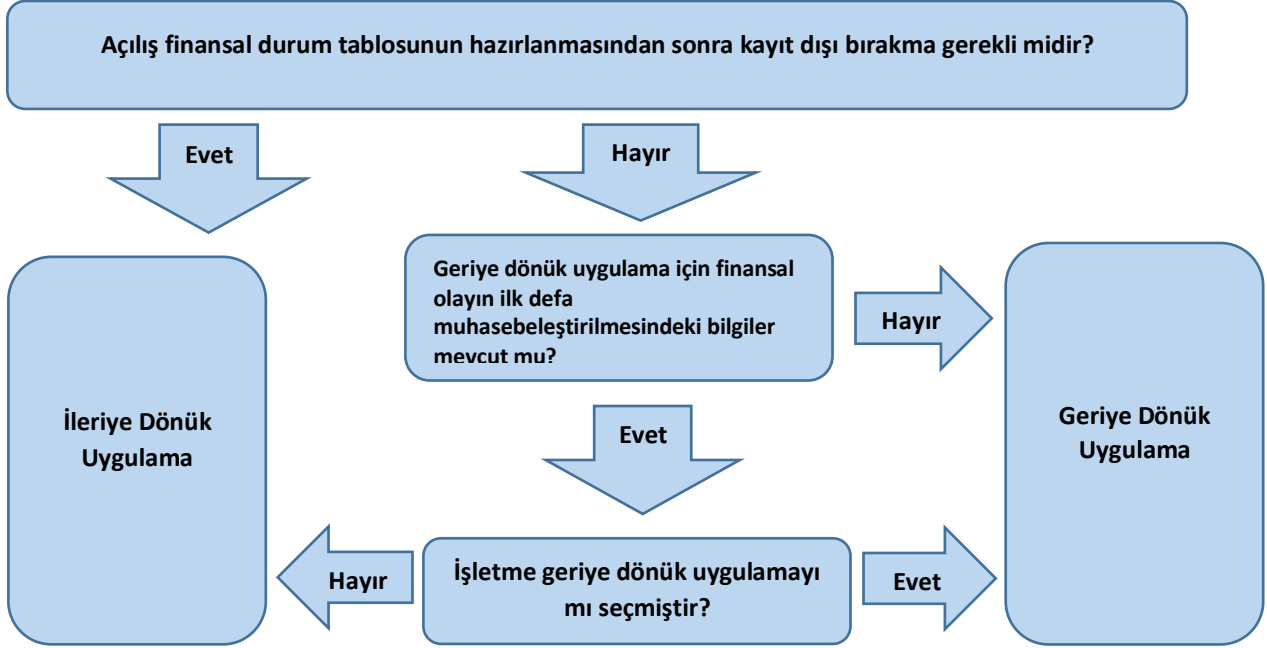 Açılış finansal durum tablosunun hazırlanmasından sonra kayıt dışı bırakma gerekli midir?
Evet
Hayır
Geriye dönük uygulama için finansal
olayın ilk defa
muhasebeleştirilmesindeki bilgiler
mevcut mu?
Hayır
İleriye Dönük
Uygulama
Geriye Dönük
Uygulama
Evet
Hayır
İşletme geriye dönük uygulamayı
mı seçmiştir?
Evet